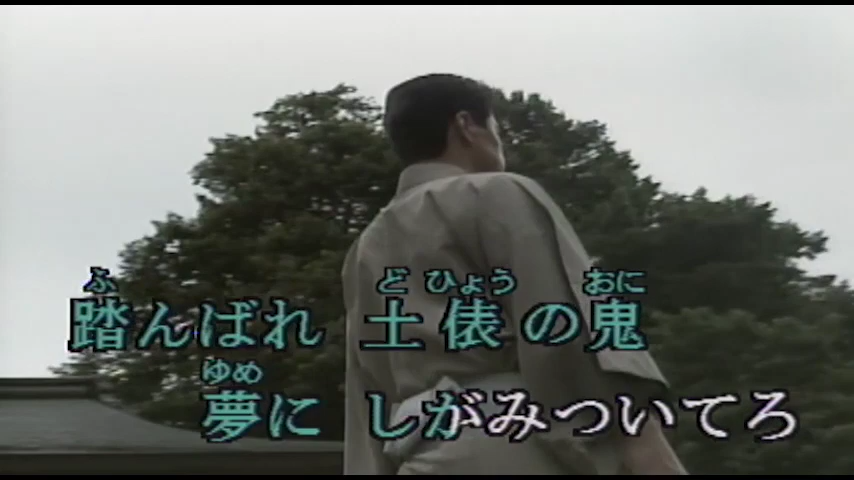 ふ ど ひょう おに
踏んばれ 土俵の鬼
ゆめ
夢に しがみついてろ